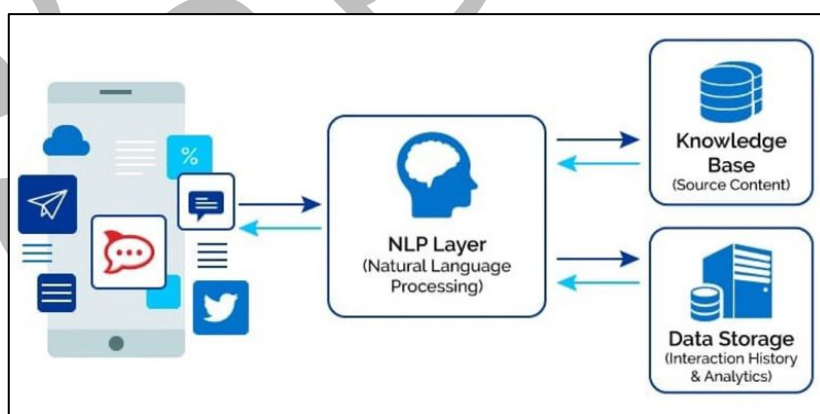 %
NLP Layer
(Natural Language
Processing)
Knowledge
Base
(Source Content)
Data Storage
(Interaction History
& Analytics)